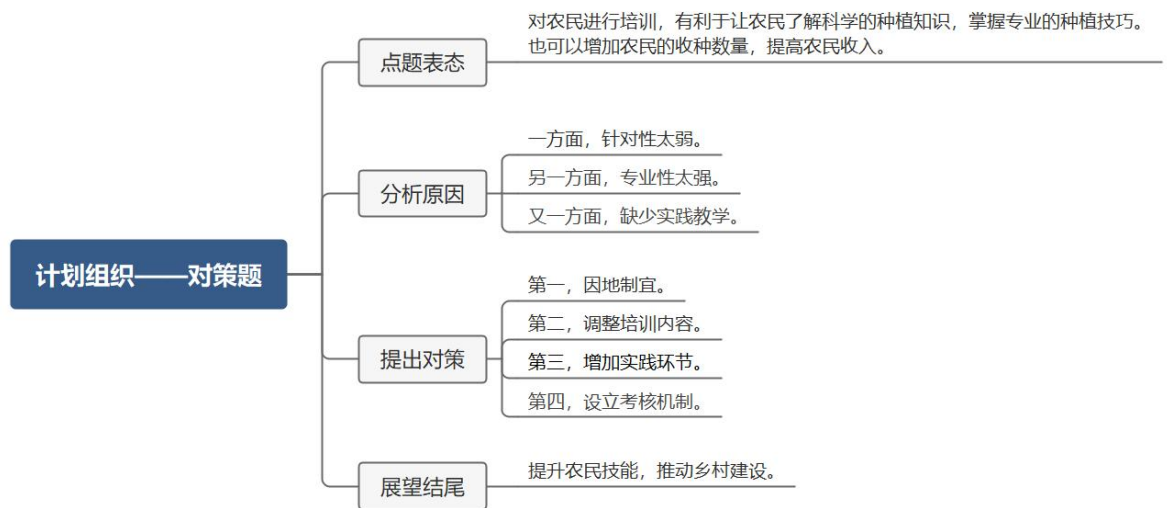 计划组织——对策题
点题表态
对农民进行培训，有利于让农民了解科学的种植知识，掌握专业的种植技巧。
也可以增加农民的收种数量，提高农民收入。
分析原因
一方面，针对性太弱。
另一方面，专业性太强。
又一方面，缺少实践教学。
提出对策
第一，因地制宜。
第二，调整培训内容。
第三，增加实践环节。
第四，设立考核机制。
展望结尾
提升农民技能，推动乡村建设。